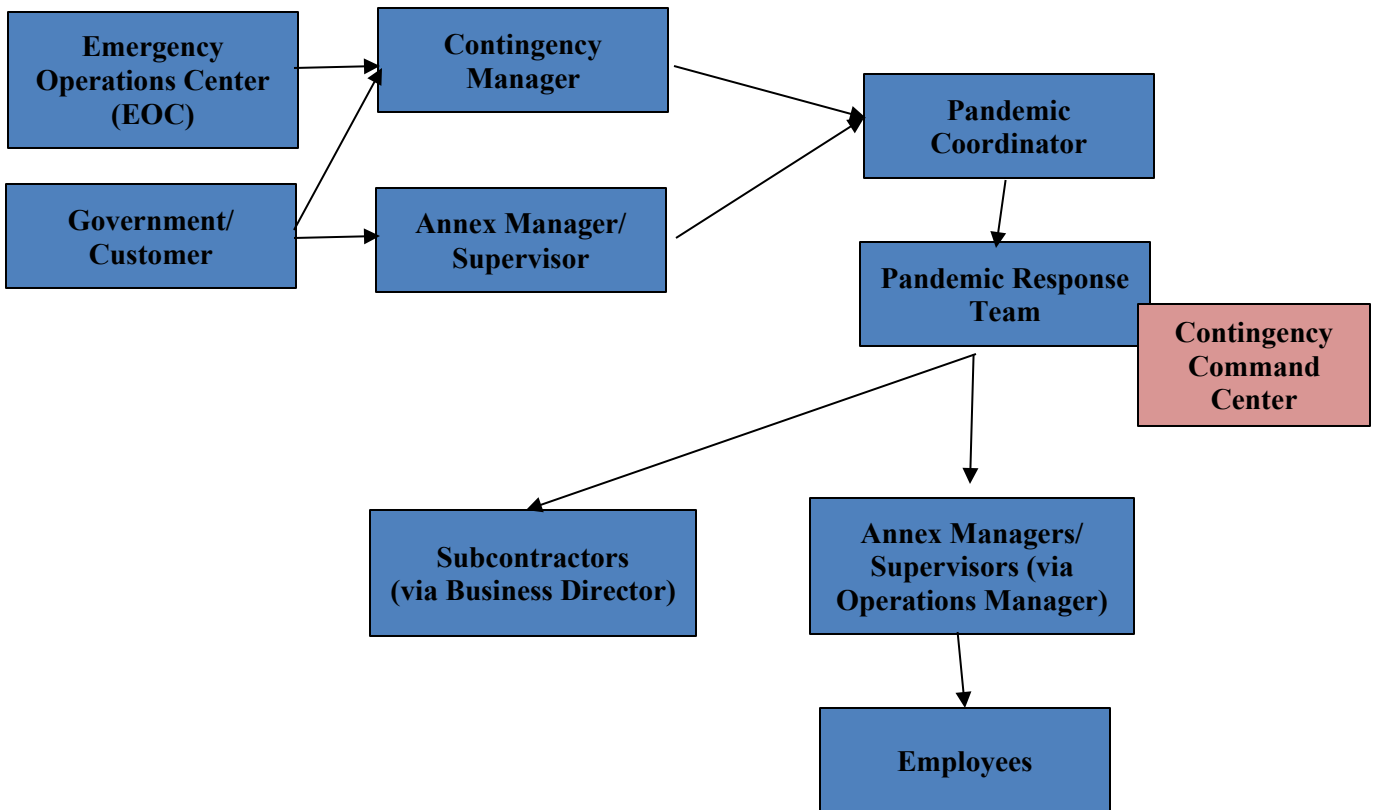 Emergency
Operations Center
(EOC)
Contingency
Manager
Pandemic
Coordinator
Government/
Customer
Annex Manager/
Supervisor
Pandemic Response
Team
Contingency
Command
Center
Subcontractors
(via Business Director)
Annex Managers/
Supervisors (via
Operations Manager)
Employees